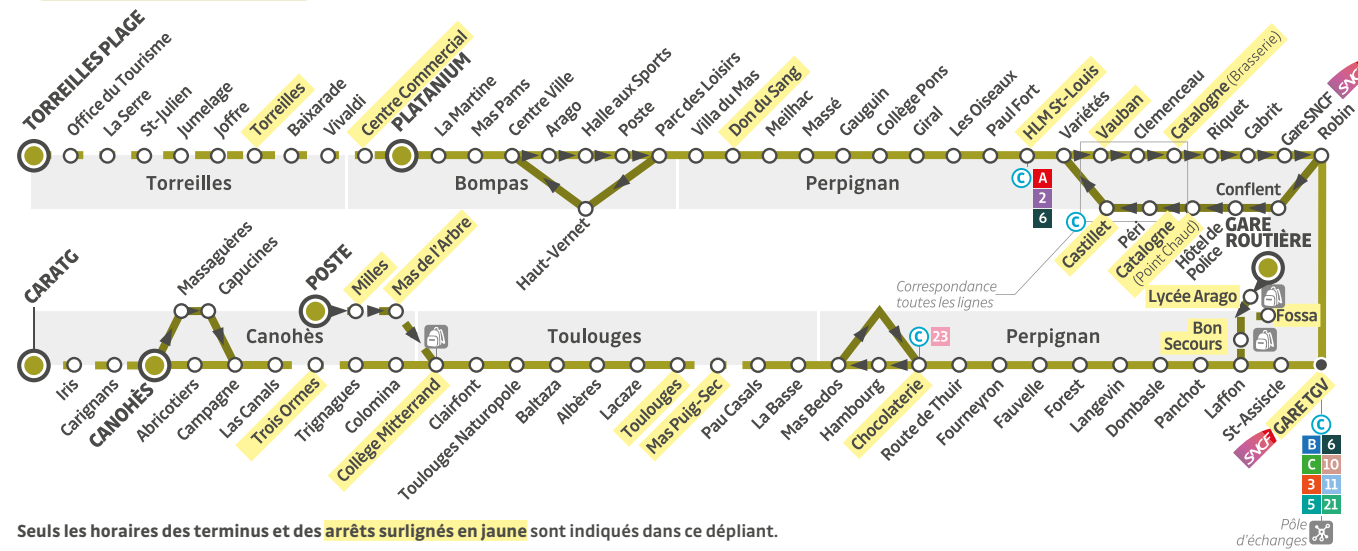 TORREILLES PLAGE
Office du Tourisme
La Serre
St-Julien
Jumelage
Joffre
Torreilles
Baixarade
Vivaldi
Centre Commercial
PLATANIUM
La Martine
Mas Pams
Centre Ville
Arago
Halle aux Sports
Poste
Parc des Loisirs
Villa du Mas
Don du Sang
Meilhac
Massé
Gauguin
Collège Pons
Giral
Les Oiseaux
Paul Fort
HLM St-Louis
Variétés
Vauban
Clemenceau
Catalogne (Brasserie)
Riquet
Cabrit
Gare SNCF
SNCF
Robin
Torreilles
Bompas
Perpignan
C A
2
6
C
Haut-Vernet
Castillet
Péri
Catalogne
(Point Chaud)
Hôtel de
Police
Conflent
GARE
ROUTIÈRE
Correspondance
toutes les lignes
Lycée Arago
Fossa
Bon
Secours
CARATG
Massaguères
Capucines
POSTE
Milles
Mas de l'Arbre
Canohès
Toulouges
Perpignan
C 23
Iris
Carignans
CANOHÈS
Abricotiers
Campagne
Las Canals
Trois Ormes
Trignagues
Colomina
Collège Mitterrand
Clairfont
Toulouges Naturopole
Baltaza
Albères
Lacaze
Toulouges
Mas Puig-Sec
Pau Casals
La Basse
Mas Bedos
Hambourg
Chocolaterie
Route de Thuir
Fourneyron
Fauvelle
Forest
Langevin
Dombasle
Panchot
Laffon
St-Assiscle
SNCF GARE TGV
C
B 6
C 10
3 11
5 21
Pôle
d'échanges
Seuls les horaires des terminus et des arrêts surlignés en jaune sont indiqués dans ce dépliant.